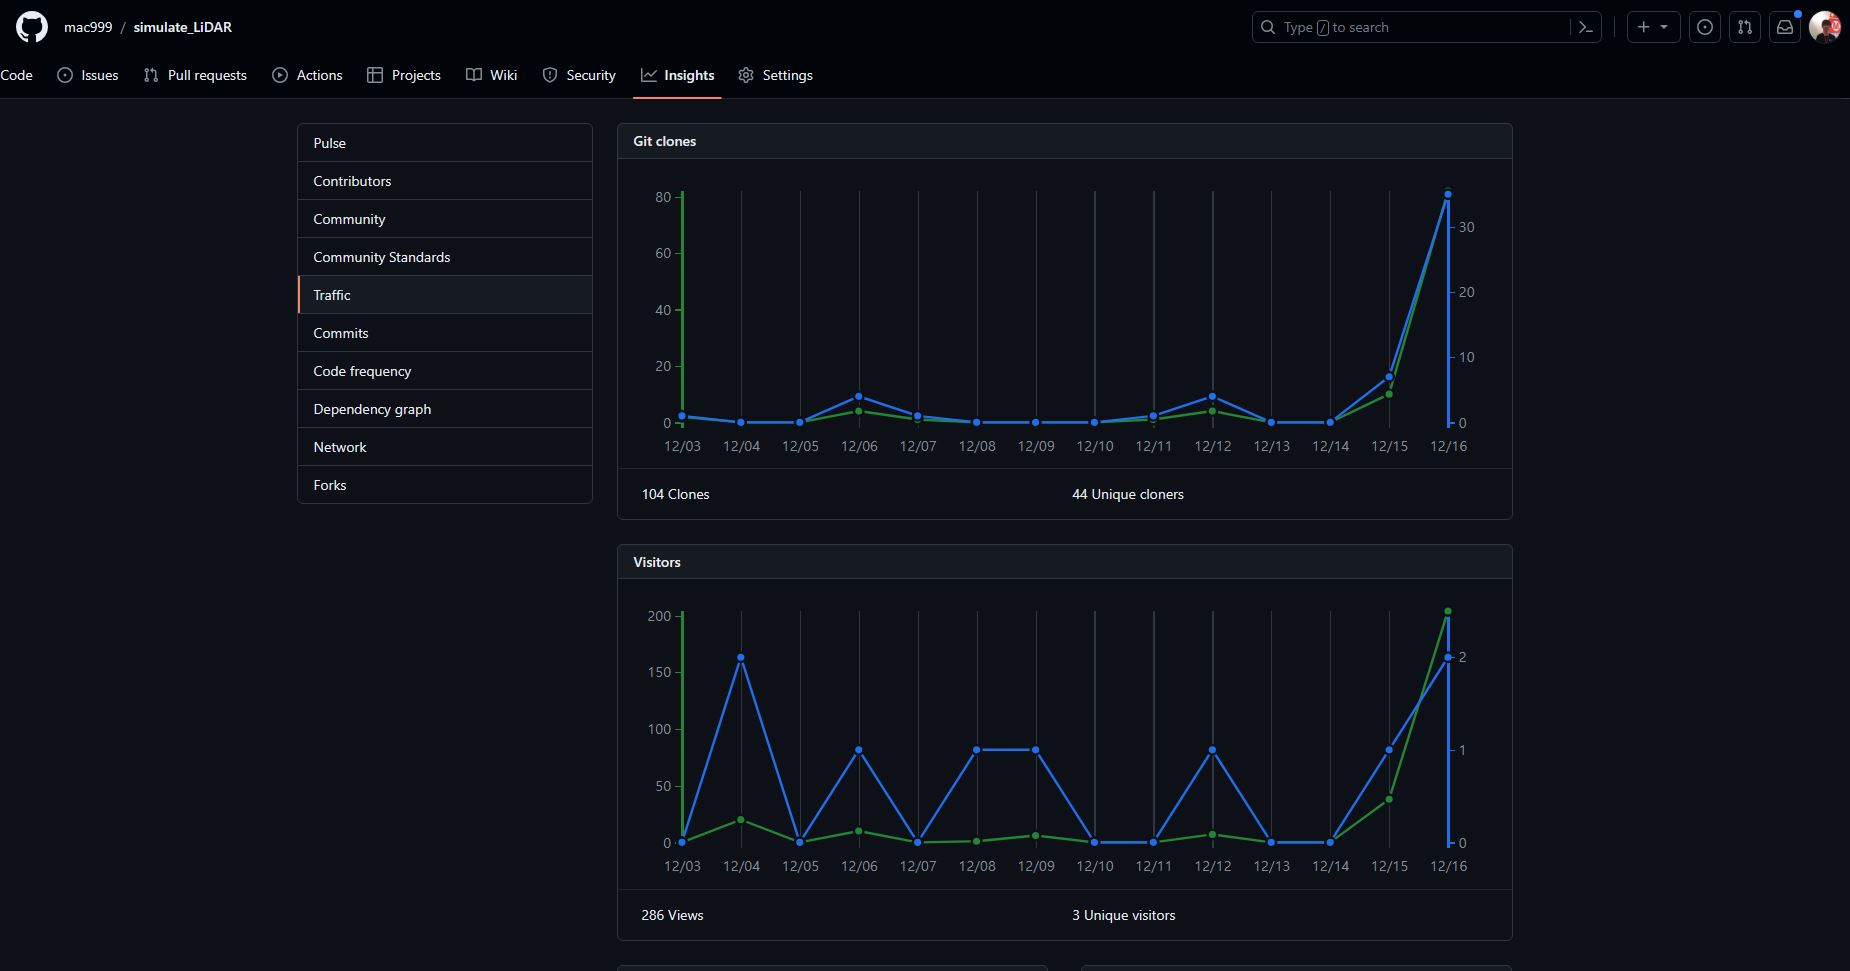 mac999 / simulate_LiDAR
Type / to search
Code Issues Pull requests Actions Projects Wiki Security Insights Settings
Pulse
Contributors
Community
Community Standards
Traffic
Commits
Code frequency
Dependency graph
Network
Forks
Git clones
80
60
40
20
0
30
20
10
0
12/03 12/04 12/05 12/06 12/07 12/08 12/09 12/10 12/11 12/12 12/13 12/14 12/15 12/16
104 Clones 44 Unique cloners
Visitors
200
150
100
50
0
2
1
0
12/03 12/04 12/05 12/06 12/07 12/08 12/09 12/10 12/11 12/12 12/13 12/14 12/15 12/16
286 Views 3 Unique visitors